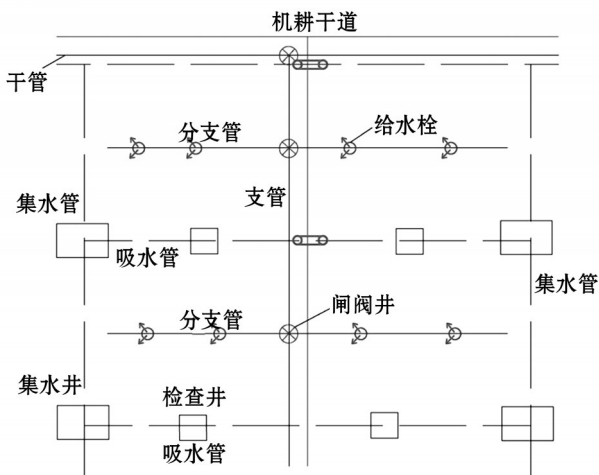 机耕干道
干管
分支管
给水栓
支管
集水管
吸水管
集水管
分支管
闸阀井
集水井
检查井
吸水管